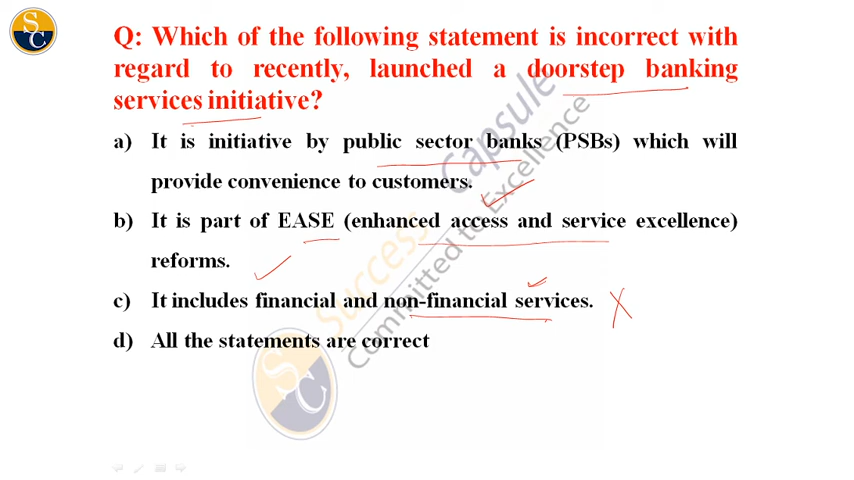 S
C
Q: Which of the following statement is incorrect with
regard to recently, launched a doorstep banking
services initiative?
a) It is initiative by public sector banks (PSBs) which will
provide convenience to customers.
b) It is part of EASE (enhanced access and service excellence)
reforms.
c) It includes financial and non-financial services.
d) All the statements are correct
Success Capsule
Committed to Excellence
S
C